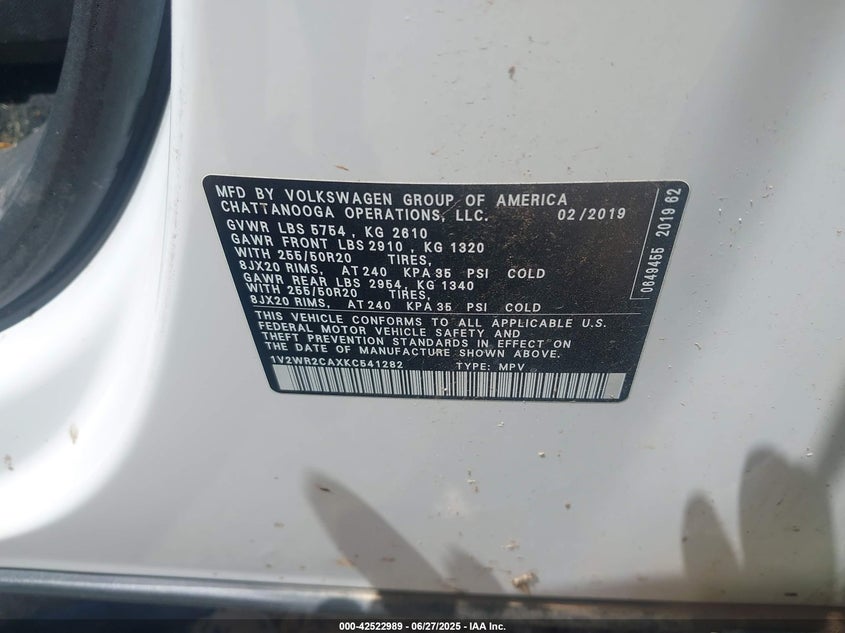 MFD BY VOLKSWAGEN GROUP OF AMERICA
CHATTANOOGA OPERATIONS, LLC. 02/2019
GVWR LBS 5754 , KG 2610
GAWR FRONT LBS 2910 , KG 1320
WITH 255/50R20 TIRES,
8JX20 RIMS, AT 240 KPA 35 PSI COLD
GAWR REAR LBS 2954, KG 1340
WITH 255/50R20 TIRES,
8JX20 RIMS, AT 240 KPA 35 PSI COLD
THIS VEHICLE CONFORMS TO ALL APPLICABLE U.S.
FEDERAL MOTOR VEHICLE SAFETY AND
THEFT PREVENTION STANDARDS IN EFFECT ON
THE DATE OF MANUFACTURE SHOWN ABOVE.
1V2WR2CAXKC541282 TYPE: MPV
0649455 2019 62
000-42522989 - 06/27/2025 - IAA Inc.